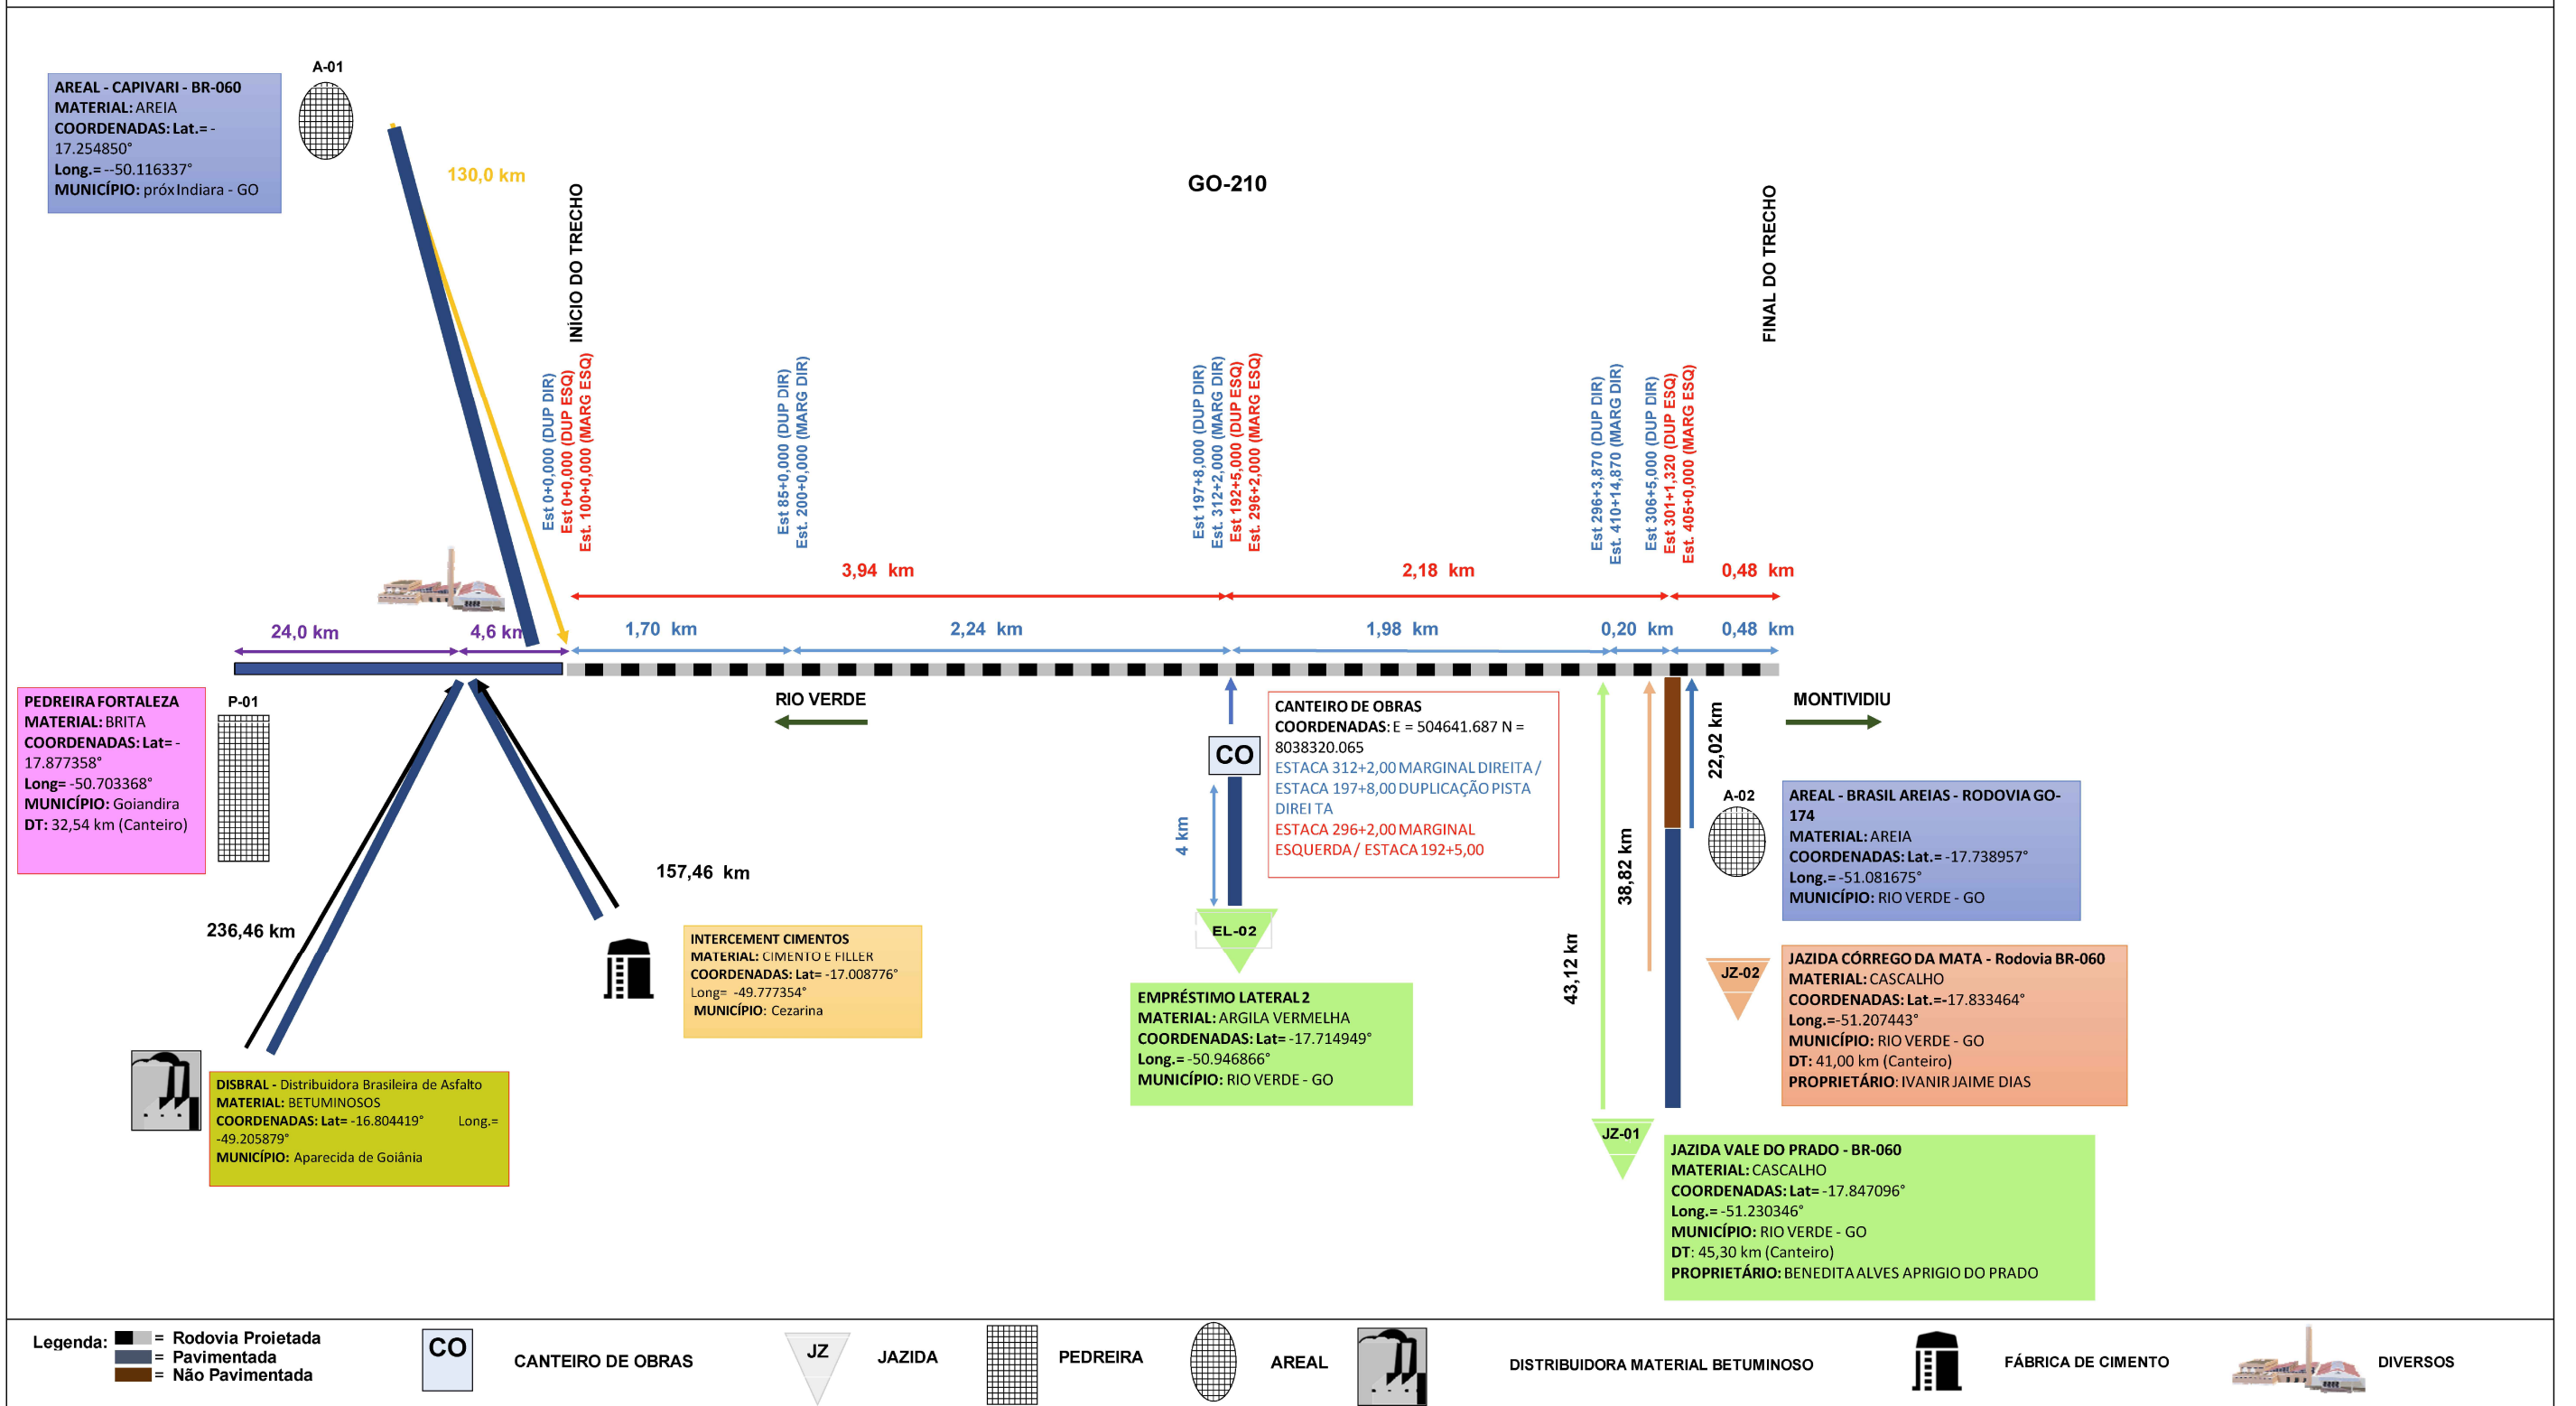 A-01
AREAL - CAPIVARI - BR-060
MATERIAL: AREIA
COORDENADAS: Lat.= -
17.254850°
Long.= --50.116337°
MUNICÍPIO: próx Indiara - GO
130,0 km
GO-210
INÍCIO DO TRECHO
FINAL DO TRECHO
Est 0+0,000 (DUP DIR)
Est 0+0,000 (DUP ESQ)
Est. 100+0,000 (MARG ESQ)
Est 85+0,000 (DUP DIR)
Est. 200+0,000 (MARG DIR)
Est 197+8,000 (DUP DIR)
Est. 312+2,000 (MARG DIR)
Est 192+5,000 (DUP ESQ)
Est. 296+2,000 (MARG ESQ)
Est 296+3,870 (DUP DIR)
Est. 410+14,870 (MARG DIR)
Est 306+5,000 (DUP DIR)
Est 301+1,320 (DUP ESQ)
Est. 405+0,000 (MARG ESQ)
3,94 km
2,18 km
0,48 km
24,0 km
4,6 km
1,70 km
2,24 km
1,98 km
0,20 km
0,48 km
RIO VERDE
MONTIVIDIU
PEDREIRA FORTALEZA
MATERIAL: BRITA
COORDENADAS: Lat= -
17.877358°
Long= -50.703368°
MUNICÍPIO: Goiandira
DT: 32,54 km (Canteiro)
P-01
CO
CANTEIRO DE OBRAS
COORDENADAS: E = 504641.687 N =
8038320.065
ESTACA 312+2,00 MARGINAL DIREITA /
ESTACA 197+8,00 DUPLICAÇÃO PISTA
DIREI TA
ESTACA 296+2,00 MARGINAL
ESQUERDA / ESTACA 192+5,00
4 km
EL-02
EMPRÉSTIMO LATERAL 2
MATERIAL: ARGILA VERMELHA
COORDENADAS: Lat= -17.714949°
Long.= -50.946866°
MUNICÍPIO: RIO VERDE - GO
22,02 km
38,82 km
43,12 km
A-02
AREAL - BRASIL AREIAS - RODOVIA GO-
174
MATERIAL: AREIA
COORDENADAS: Lat.= -17.738957°
Long.= -51.081675°
MUNICÍPIO: RIO VERDE - GO
JZ-02
JAZIDA CÓRREGO DA MATA - Rodovia BR-060
MATERIAL: CASCALHO
COORDENADAS: Lat.=-17.833464°
Long.=-51.207443°
MUNICÍPIO: RIO VERDE - GO
DT: 41,00 km (Canteiro)
PROPRIETÁRIO: IVANIR JAIME DIAS
JZ-01
JAZIDA VALE DO PRADO - BR-060
MATERIAL: CASCALHO
COORDENADAS: Lat= -17.847096°
Long.= -51.230346°
MUNICÍPIO: RIO VERDE - GO
DT: 45,30 km (Canteiro)
PROPRIETÁRIO: BENEDITA ALVES APRIGIO DO PRADO
157,46 km
236,46 km
INTERCEMENT CIMENTOS
MATERIAL: CIMENTO E FILLER
COORDENADAS: Lat= -17.008776°
Long= -49.777354°
MUNICÍPIO: Cezarina
DISBRAL - Distribuidora Brasileira de Asfalto
MATERIAL: BETUMINOSOS
COORDENADAS: Lat= -16.804419° Long.=
-49.205879°
MUNICÍPIO: Aparecida de Goiânia
Legenda:
= Rodovia Projetada
= Pavimentada
= Não Pavimentada
CO
CANTEIRO DE OBRAS
JZ
JAZIDA
PEDREIRA
AREAL
DISTRIBUIDORA MATERIAL BETUMINOSO
FÁBRICA DE CIMENTO
DIVERSOS